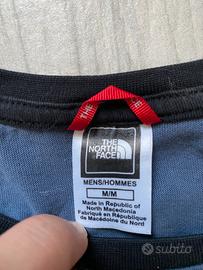 THE
THE
NORTH
FACE
MENS/HOMMES
M/M
Made in Republic of
North Macedonia
Fabriqué en République
de Macédoine du Nord
subito